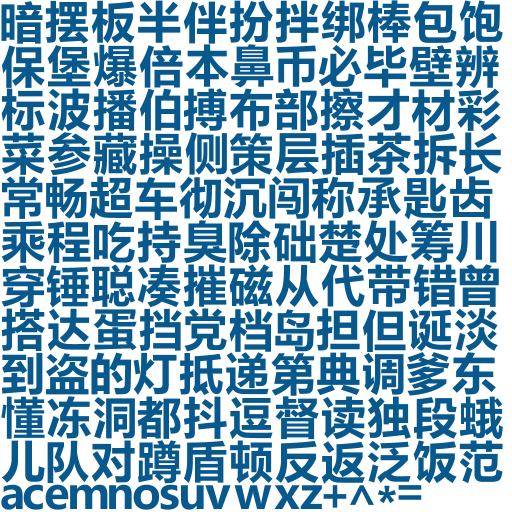 暗摆板半伴扮拌绑棒包饱
保堡爆倍本鼻币必毕壁辨
标波播伯搏布部擦才材彩
菜参藏操侧策层插茶拆长
常畅超车彻沉闯称承匙齿
乘程吃持臭除础楚处筹川
穿锤聪凑摧磁从代带错曾
搭达蛋挡党档岛担但诞淡
到盗的灯抵递第典调爹东
懂冻洞都抖逗督读独段蛾
儿队对蹲盾顿反返泛饭范
acemnosuvwxz+^*=